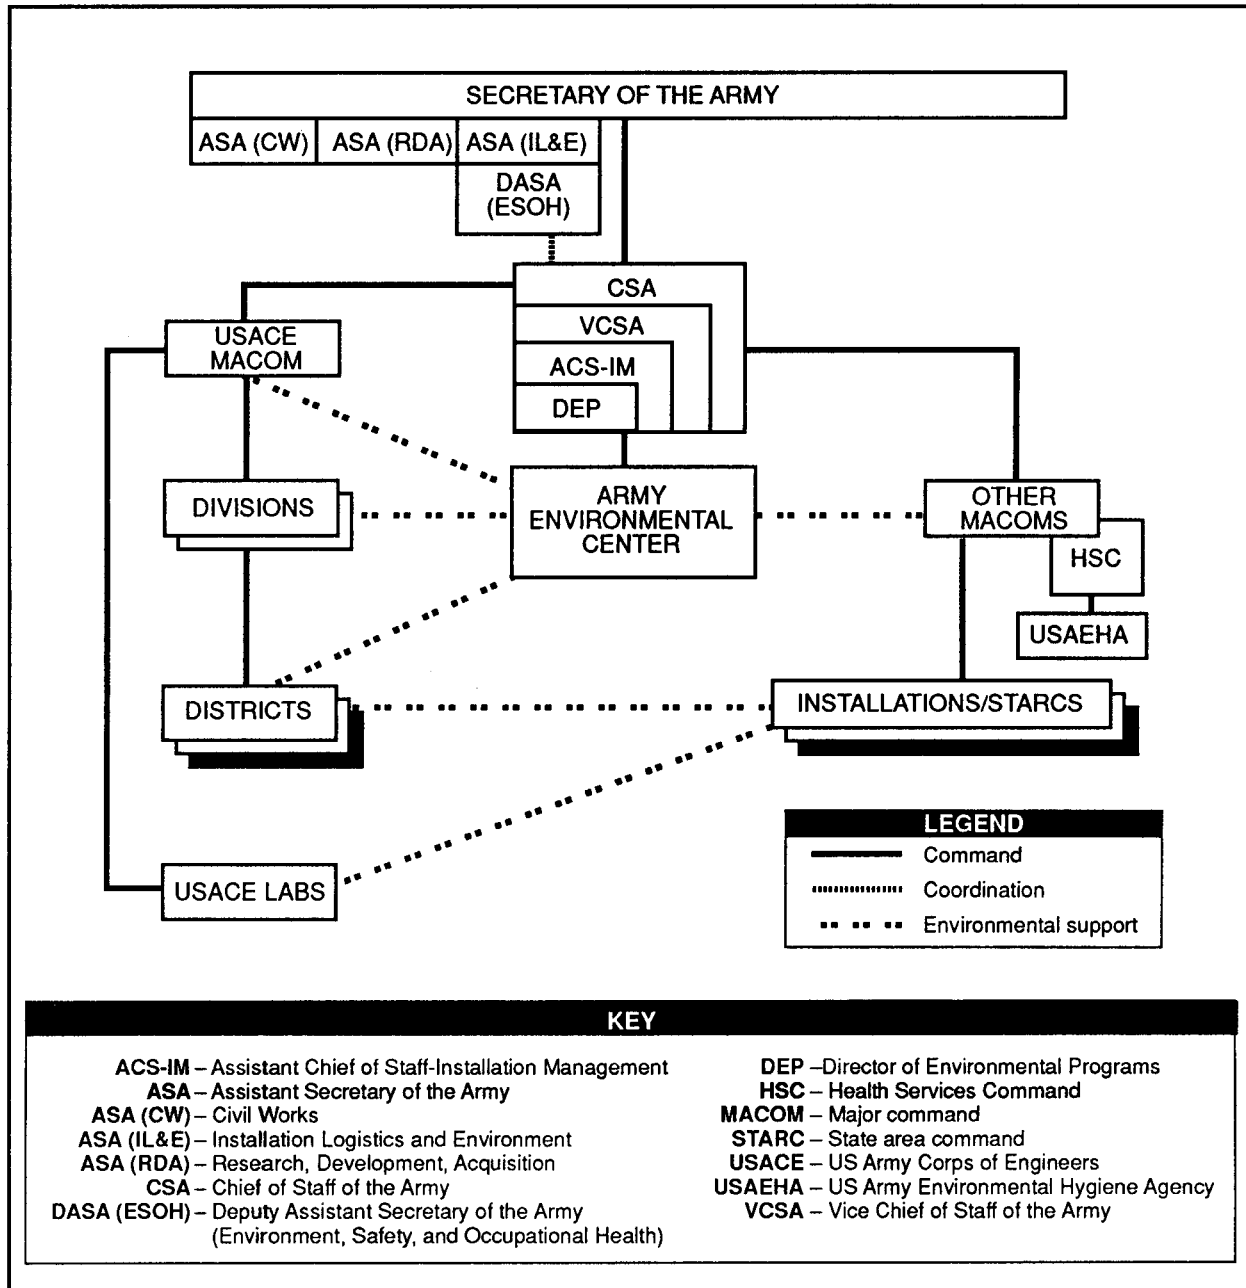 SECRETARY OF THE ARMY
ASA (CW) ASA (RDA) ASA (IL&E)
DASA
(ESOH)
CSA
VCSA
ACS-IM
DEP
USACE
MACOM
DIVISIONS
ARMY
ENVIRONMENTAL
CENTER
OTHER
MACOMS
HSC
USAEHA
DISTRICTS
INSTALLATIONS/STARCS
USACE LABS
LEGEND
Command
Coordination
Environmental support
KEY
ACS-IM – Assistant Chief of Staff-Installation Management
ASA – Assistant Secretary of the Army
ASA (CW) – Civil Works
ASA (IL&E) – Installation Logistics and Environment
ASA (RDA) – Research, Development, Acquisition
CSA – Chief of Staff of the Army
DASA (ESOH) – Deputy Assistant Secretary of the Army
(Environment, Safety, and Occupational Health)
DEP –Director of Environmental Programs
HSC – Health Services Command
MACOM – Major command
STARC – State area command
USACE – US Army Corps of Engineers
USAEHA – US Army Environmental Hygiene Agency
VCSA – Vice Chief of Staff of the Army